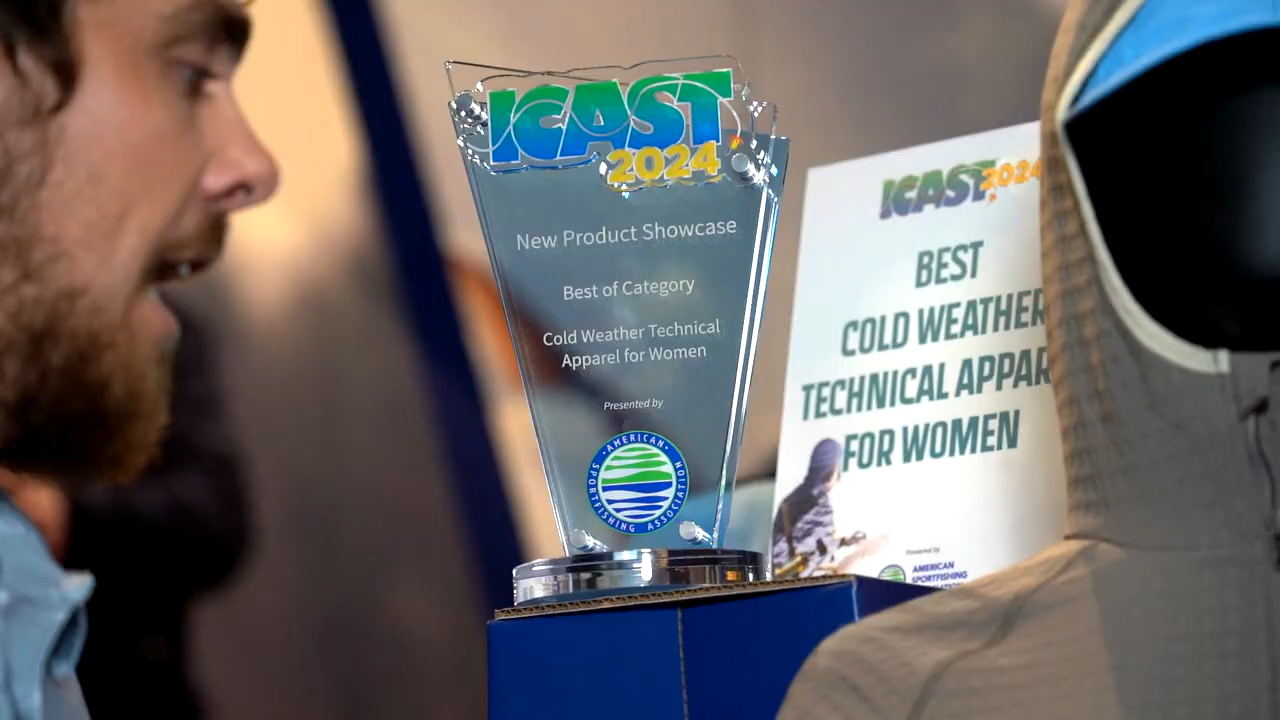 ICAST
2024
New Product Showcase
Best of Category
Cold Weather Technical
Apparel for Women
Presented by
AMERICAN
SPORTFISHING ASSOCIATION
ICAST 2024
BEST
COLD WEATHER
TECHNICAL APPAR
FOR WOMEN
Powered by
AMERICAN
SPORTFISHING